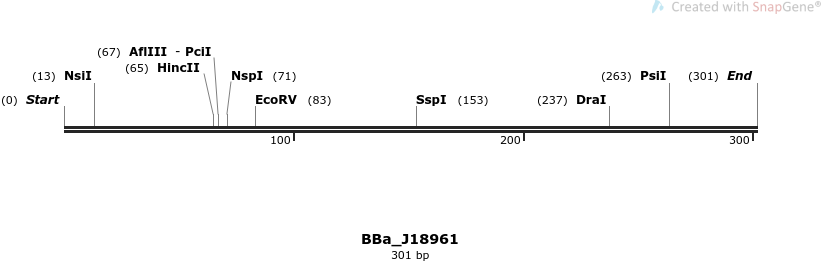 Created with SnapGene®
(67) AflIII - PciI
(65) HincII
(13) NsiI
NspI (71)
(263) PsiI
(301) End
(0) Start
EcoRV (83)
SspI (153)
(237) DraI
100
200
300
BBa_J18961
301 bp